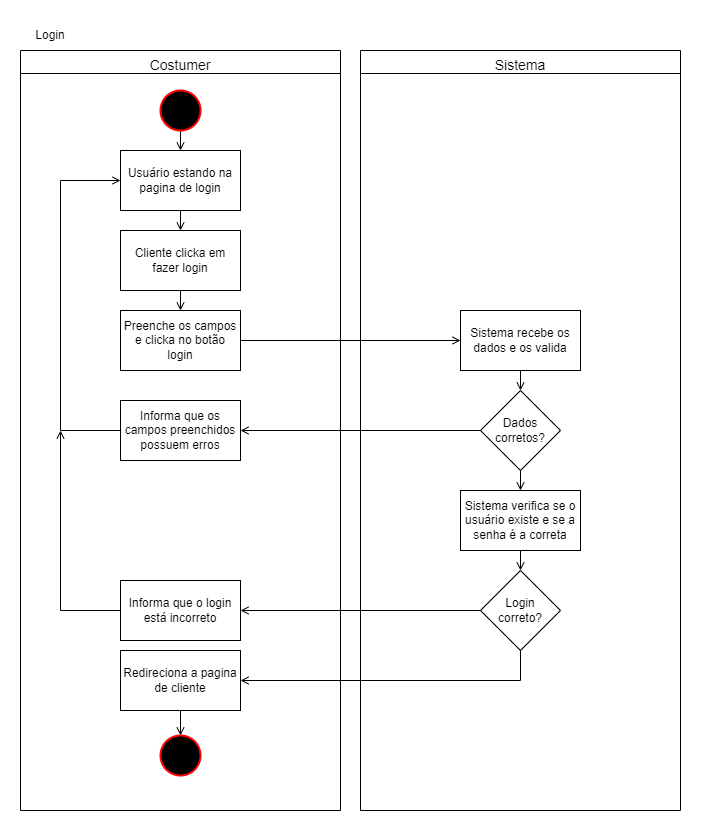 Login
Costumer
Sistema
Usuário estando na
pagina de login
Cliente clicka em
fazer login
Preenche os campos
e clicka no botão
login
Sistema recebe os
dados e os valida
Dados
corretos?
Informa que os
campos preenchidos
possuem erros
Sistema verifica se o
usuário existe e se a
senha é a correta
Login
correto?
Informa que o login
está incorreto
Redireciona a pagina
de cliente